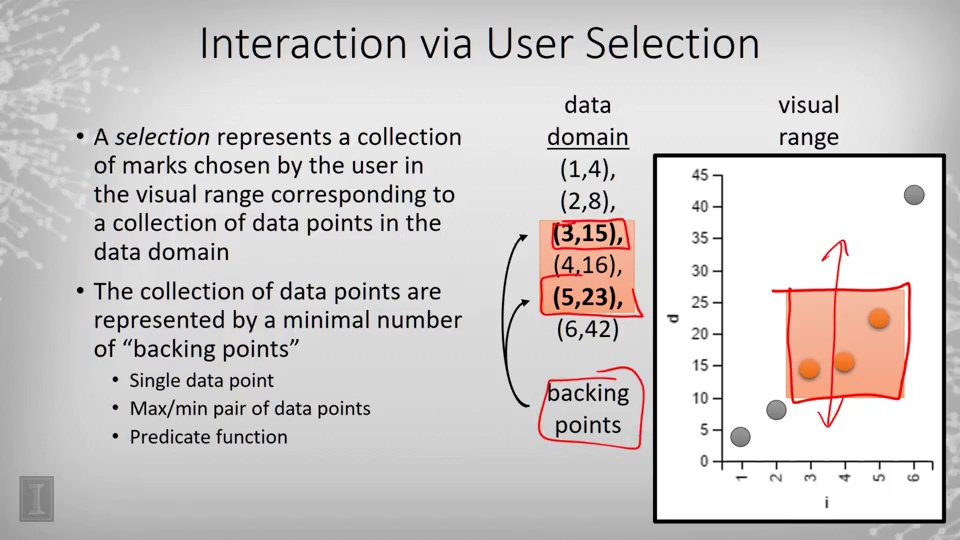 Interaction via User Selection
• A selection represents a collection
of marks chosen by the user in
the visual range corresponding to
a collection of data points in the
data domain
• The collection of data points are
represented by a minimal number
of “backing points”
• Single data point
• Max/min pair of data points
• Predicate function
data
domain
(1,4),
(2,8),
(3,15),
(4,16),
(5,23),
(6,42)
backing
points
visual
range
45
40
35
30
25
20
15
10
5
0
d
1 2 3 4 5 6
i
I